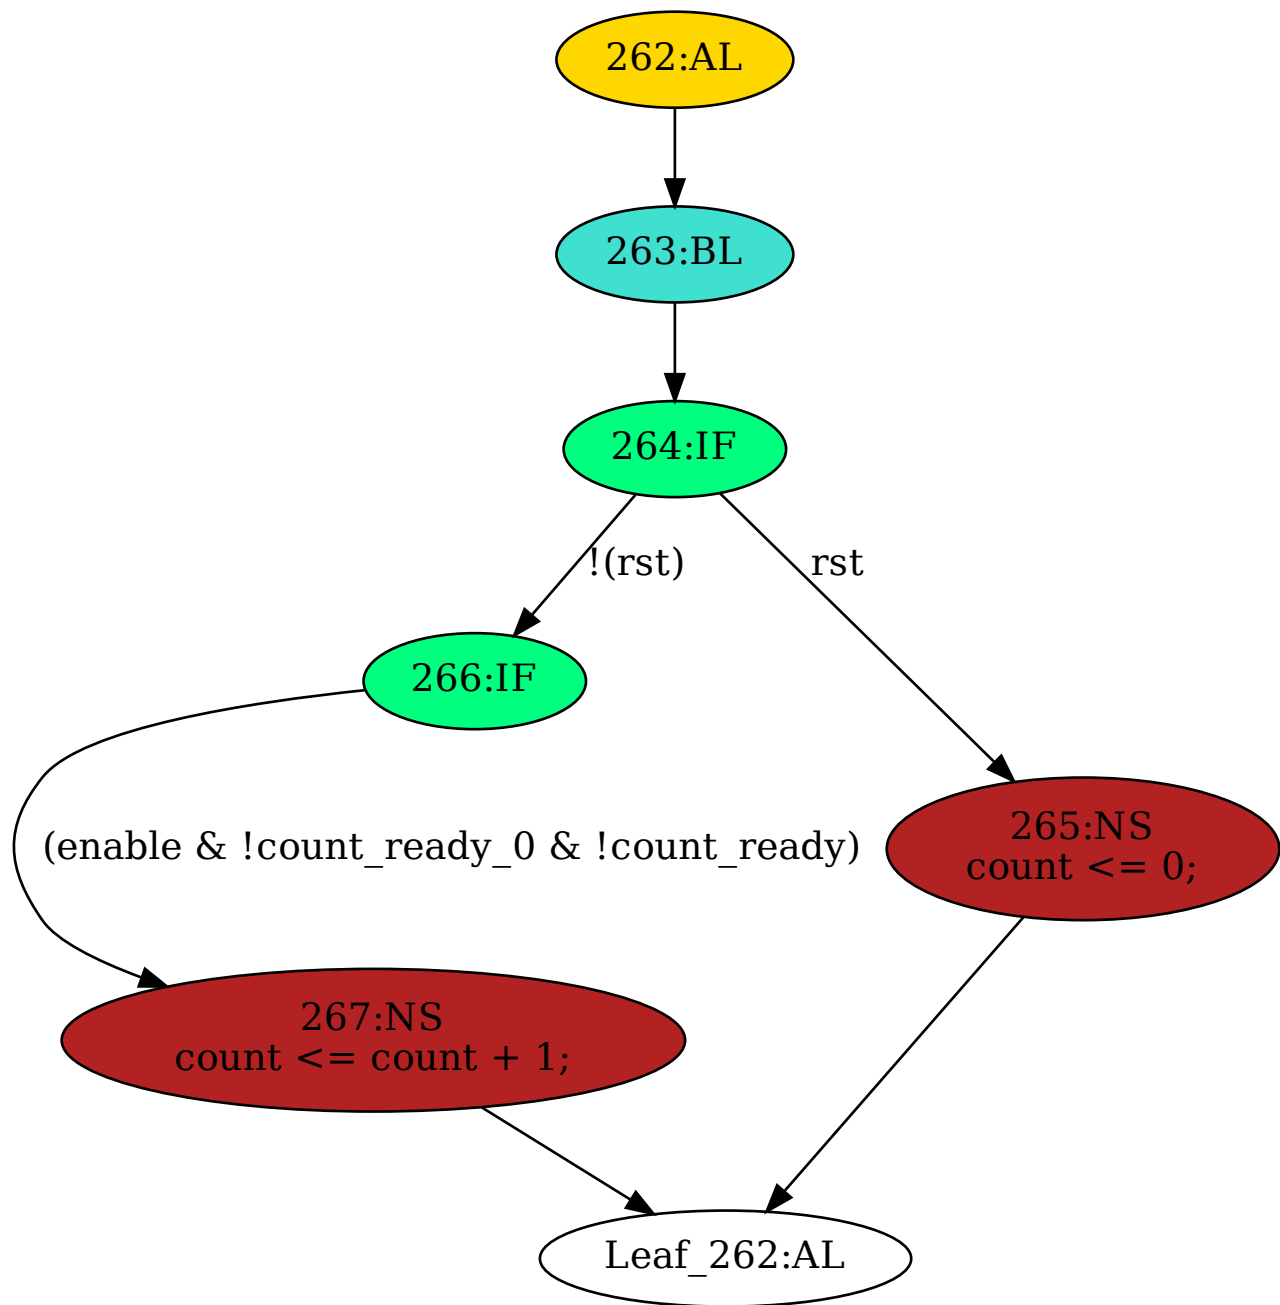 262:AL
263:BL
264:IF
!(rst)
rst
266:IF
(enable & !count_ready_0 & !count_ready)
265:NS
count <= 0;
267:NS
count <= count + 1;
Leaf_262:AL